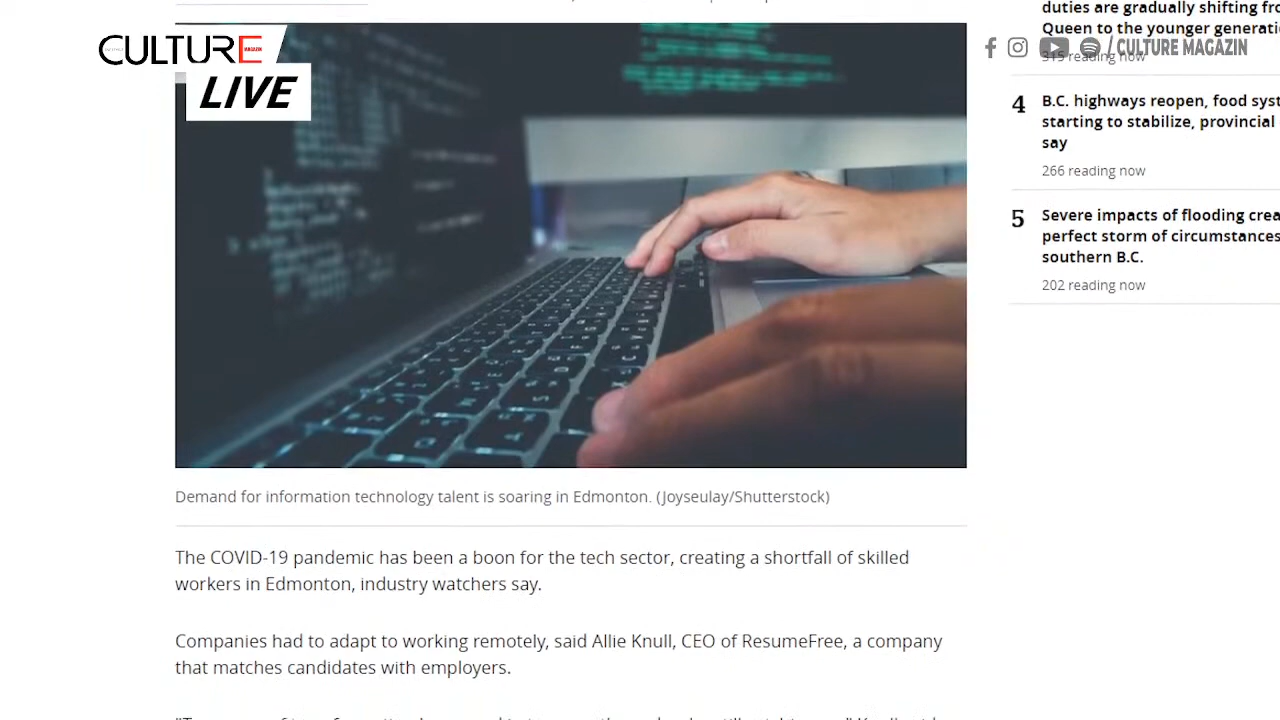 CULTURE
MAGAZIN
LIVE
/ CULTURE MAGAZIN
duties are gradually shifting
Queen to the younger
315 reading now
4
B.C. highways reopen, food
starting to stabilize, provincial
say
266 reading now
5
Severe impacts of flooding
perfect storm of circumstances
southern B.C.
202 reading now
Demand for information technology talent is soaring in Edmonton. (Joyseulay/Shutterstock)
The COVID-19 pandemic has been a boon for the tech sector, creating a shortfall of skilled
workers in Edmonton, industry watchers say.
Companies had to adapt to working remotely, said Allie Knull, CEO of ResumeFree, a company
that matches candidates with employers.